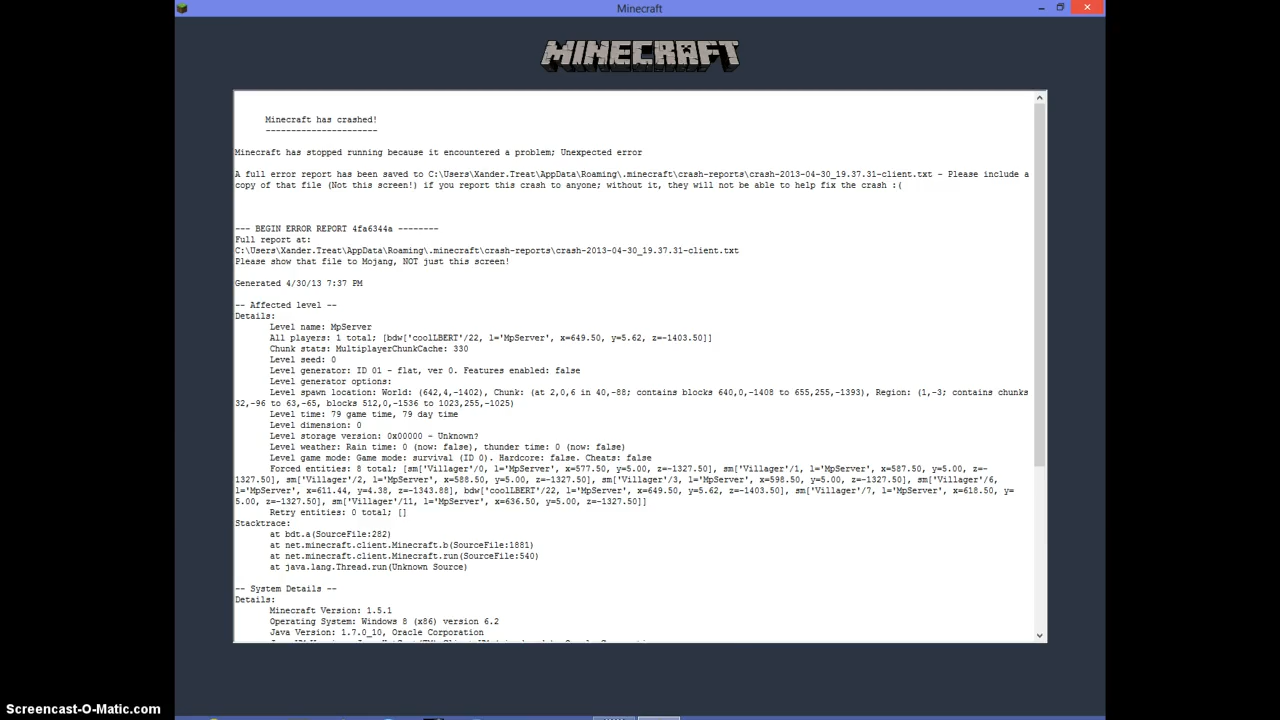 Minecraft
MINECRAFT
Minecraft has crashed!
----------------------
Minecraft has stopped running because it encountered a problem; Unexpected error
A full error report has been saved to C:\Users\Xander.Treat\AppData\Roaming\.minecraft\crash-reports\crash-2013-04-30_19.37.31-client.txt - Please include a
copy of that file (Not this screen!) if you report this crash to anyone; without it, they will not be able to help fix the crash :(
--- BEGIN ERROR REPORT 4fa6344a --------
Full report at:
C:\Users\Xander.Treat\AppData\Roaming\.minecraft\crash-reports\crash-2013-04-30_19.37.31-client.txt
Please show that file to Mojang, NOT just this screen!
Generated 4/30/13 7:37 PM
-- Affected level --
Details:
Level name: MpServer
All players: 1 total; [bdw['coolLBERT'/22, l='MpServer', x=649.50, y=5.62, z=-1403.50]]
Chunk stats: MultiplayerChunkCache: 330
Level seed: 0
Level generator: ID 01 - flat, ver 0. Features enabled: false
Level generator options:
Level spawn location: World: (642,4,-1402), Chunk: (at 2,0,6 in 40,-88; contains blocks 640,0,-1408 to 655,255,-1393), Region: (1,-3; contains chunks
32,-96 to 63,-65, blocks 512,0,-1536 to 1023,255,-1025)
Level time: 79 game time, 79 day time
Level dimension: 0
Level storage version: 0x00000 - Unknown?
Level weather: Rain time: 0 (now: false), thunder time: 0 (now: false)
Level game mode: Game mode: survival (ID 0). Hardcore: false. Cheats: false
Forced entities: 8 total; [sm['Villager'/0, l='MpServer', x=577.50, y=5.00, z=-1327.50], sm['Villager'/1, l='MpServer', x=587.50, y=5.00, z=-
1327.50], sm['Villager'/2, l='MpServer', x=588.50, y=5.00, z=-1327.50], sm['Villager'/3, l='MpServer', x=598.50, y=5.00, z=-1327.50], sm['Villager'/6,
l='MpServer', x=611.44, y=4.38, z=-1343.88], bdw['coolLBERT'/22, l='MpServer', x=649.50, y=5.62, z=-1403.50], sm['Villager'/7, l='MpServer', x=618.50, y=
5.00, z=-1327.50], sm['Villager'/11, l='MpServer', x=636.50, y=5.00, z=-1327.50]]
Retry entities: 0 total; []
Stacktrace:
at bdt.a(SourceFile:282)
at net.minecraft.client.Minecraft.b(SourceFile:1881)
at net.minecraft.client.Minecraft.run(SourceFile:540)
at java.lang.Thread.run(Unknown Source)
-- System Details --
Details:
Minecraft Version: 1.5.1
Operating System: Windows 8 (x86) version 6.2
Java Version: 1.7.0_10, Oracle Corporation
Screencast-O-Matic.com